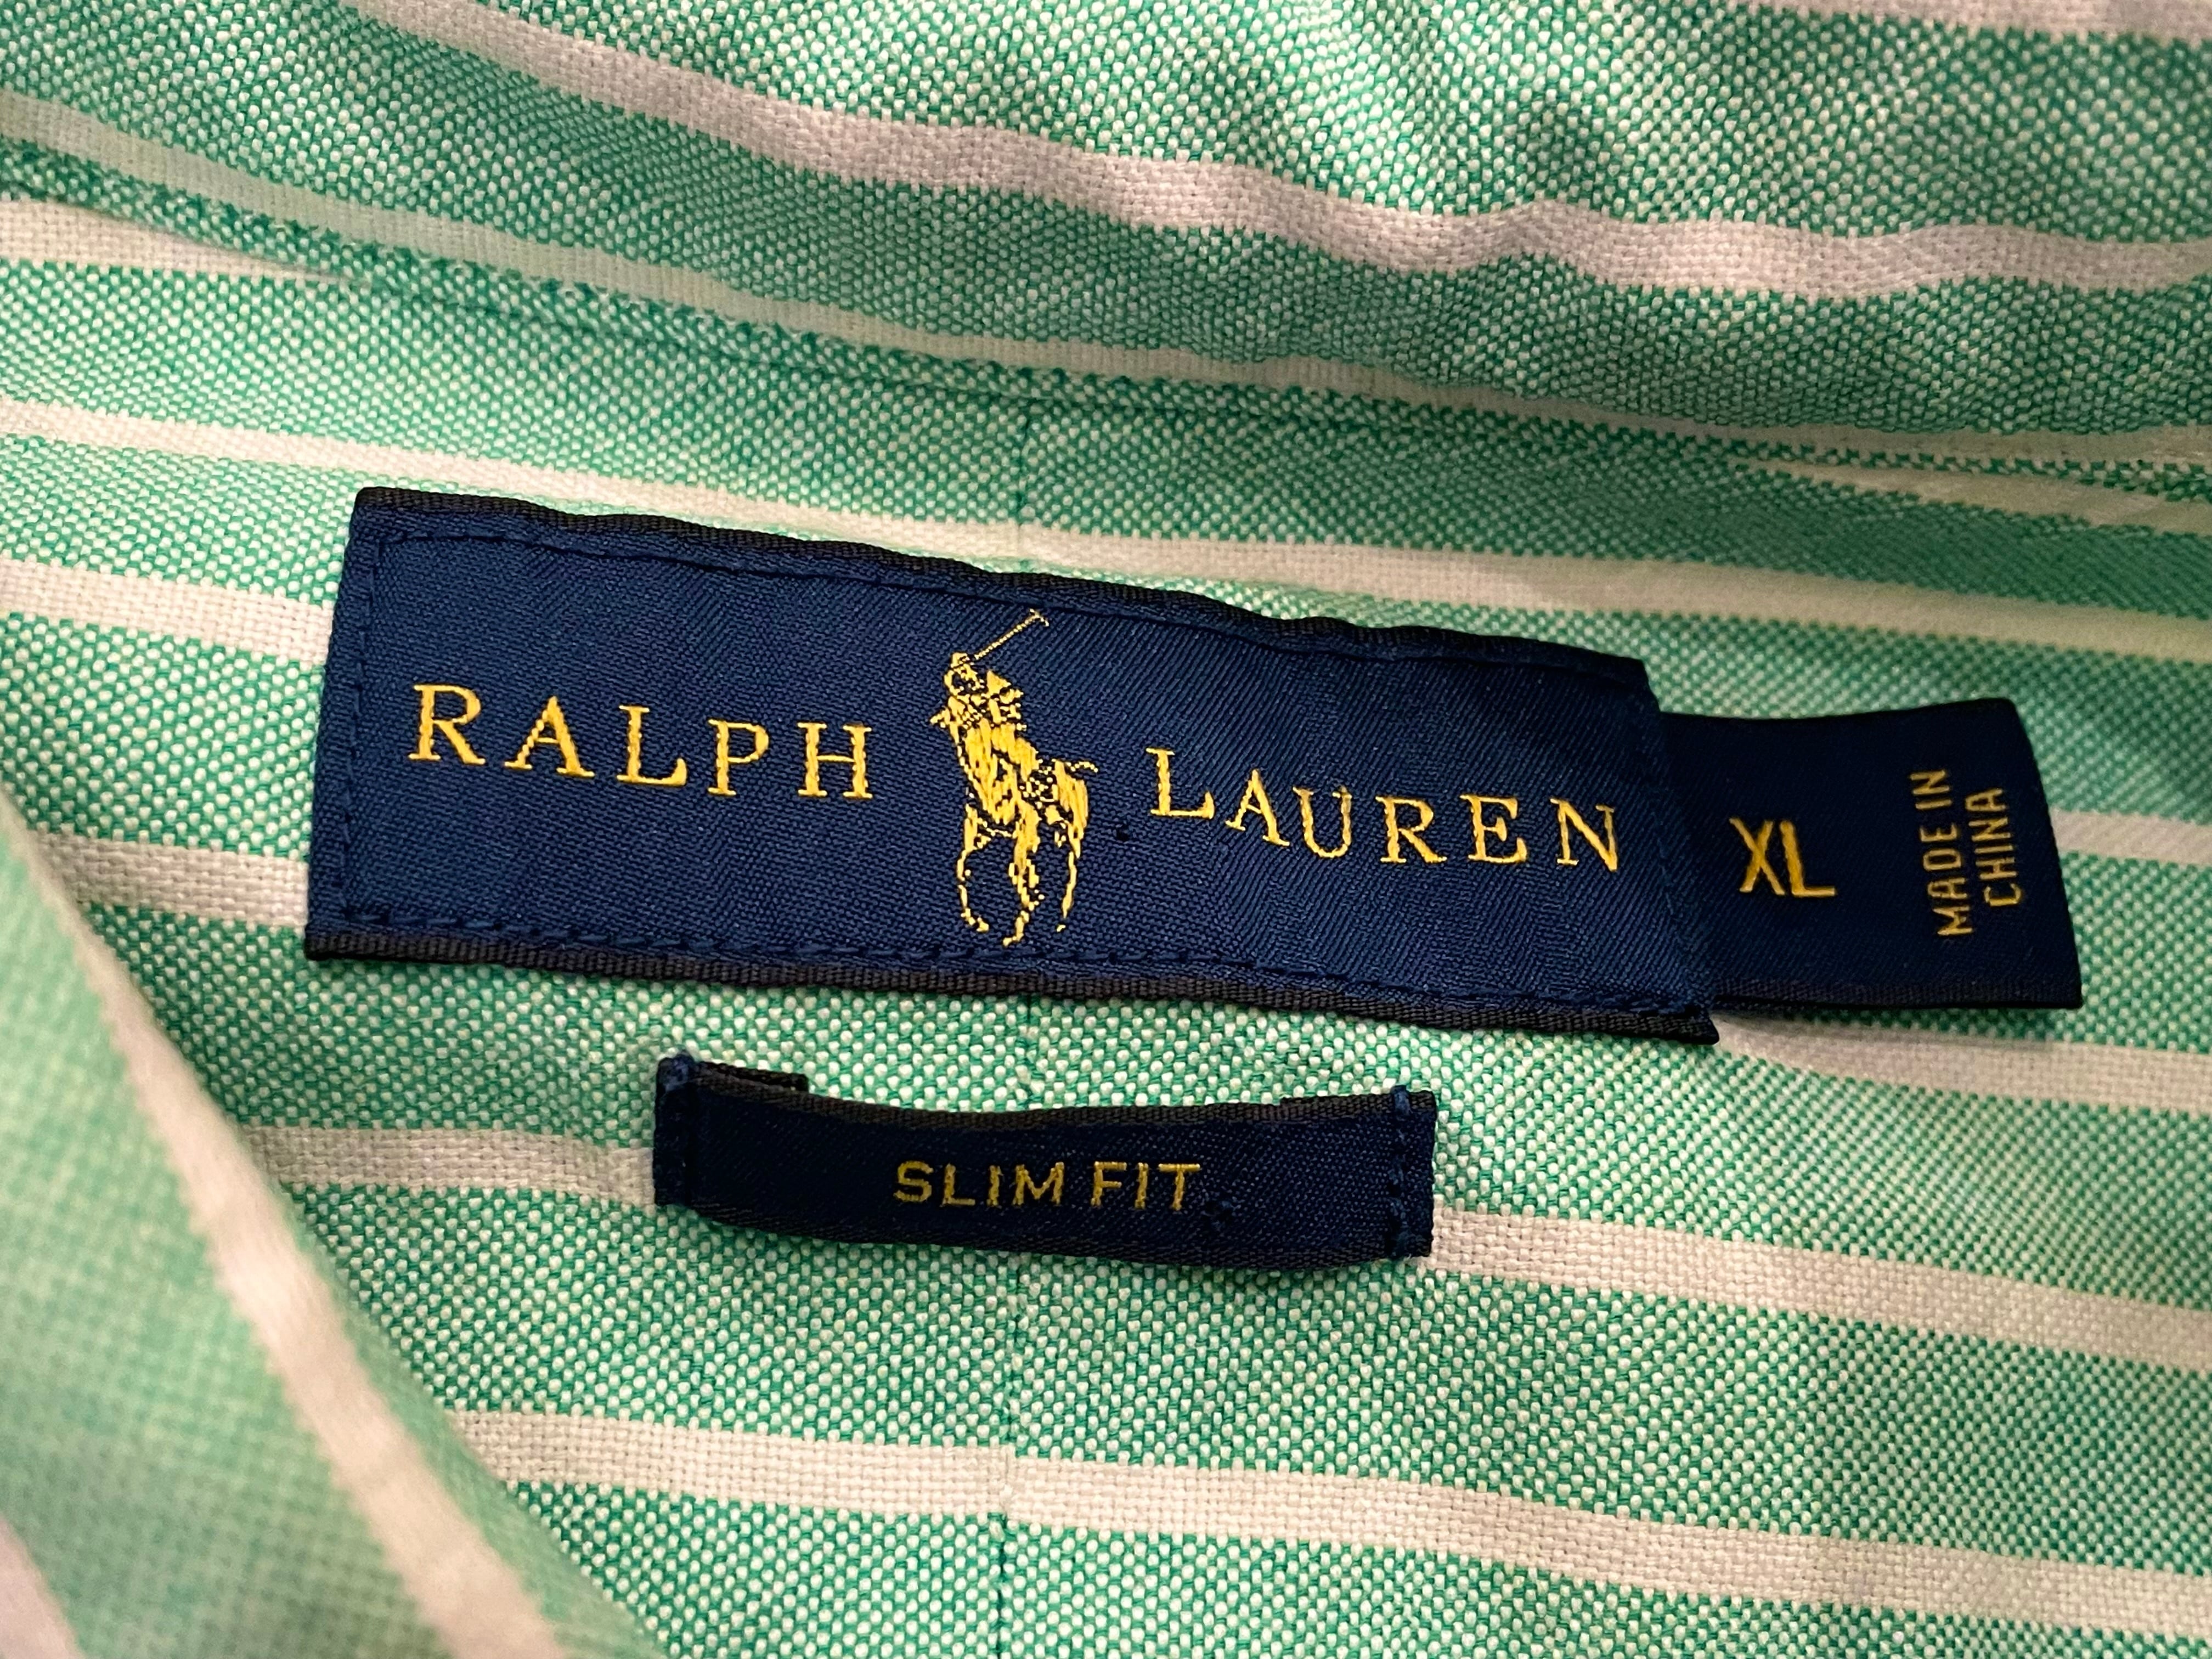 RALPH LAUREN
XL
MADE IN
CHINA
SLIM FIT